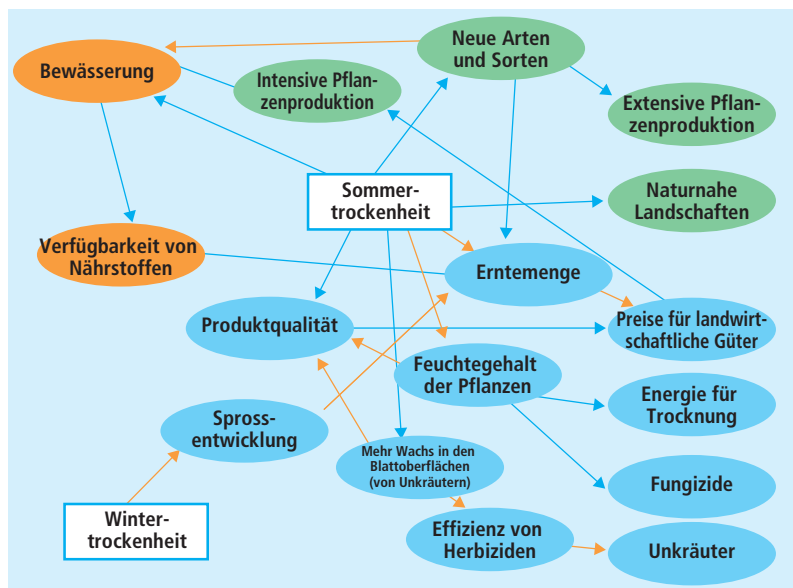 Neue Arten
und Sorten
Bewässerung
Intensive Pflan-
zenproduktion
Extensive Pflan-
zenproduktion
Sommer-
trockenheit
Naturnahe
Landschaften
Verfügbarkeit von
Nährstoffen
Erntemenge
Produktqualität
Preise für landwirt-
schaftliche Güter
Feuchtegehalt
der Pflanzen
Energie für
Trocknung
Spross-
entwicklung
Mehr Wachs in den
Blattoberflächen
(von Unkräutern)
Fungizide
Winter-
trockenheit
Effizienz von
Herbiziden
Unkräuter